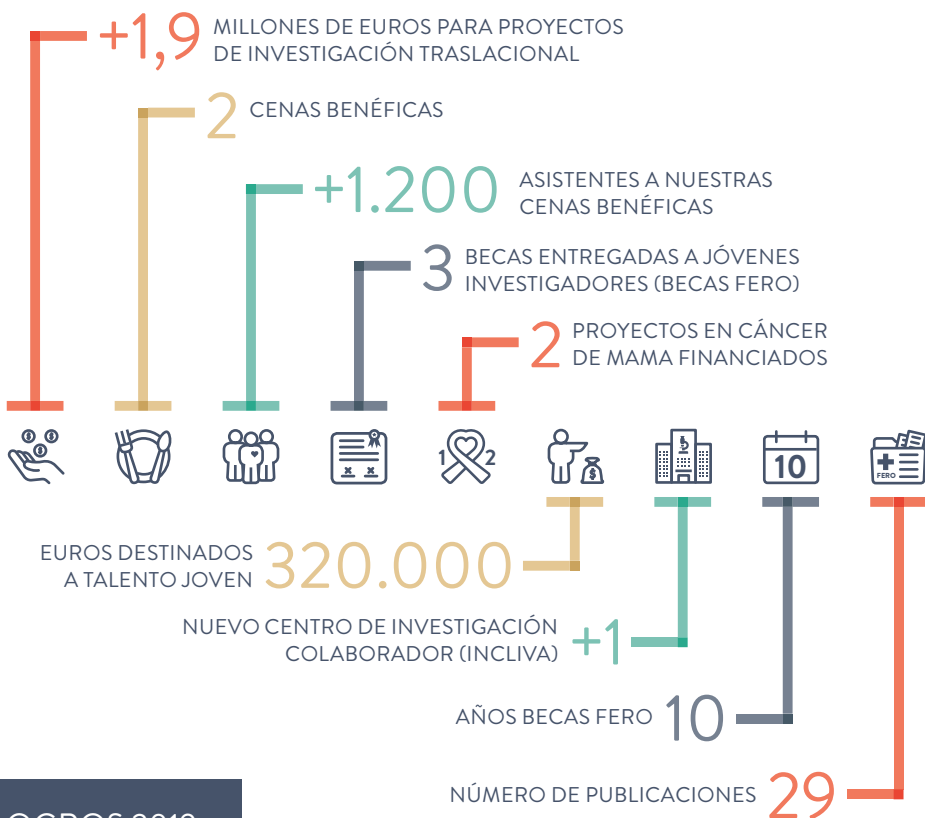 +1,9 MILLONES DE EUROS PARA PROYECTOS
DE INVESTIGACIÓN TRASLACIONAL
2 CENAS BENÉFICAS
+1.200 ASISTENTES A NUESTRAS
CENAS BENÉFICAS
3 BECAS ENTREGADAS A JÓVENES
INVESTIGADORES (BECAS FERO)
2 PROYECTOS EN CÁNCER
DE MAMA FINANCIADOS
1 2
10
FERO
EUROS DESTINADOS
A TALENTO JOVEN 320.000
NUEVO CENTRO DE INVESTIGACIÓN
COLABORADOR (INCLIVA) +1
AÑOS BECAS FERO 10
NÚMERO DE PUBLICACIONES 29